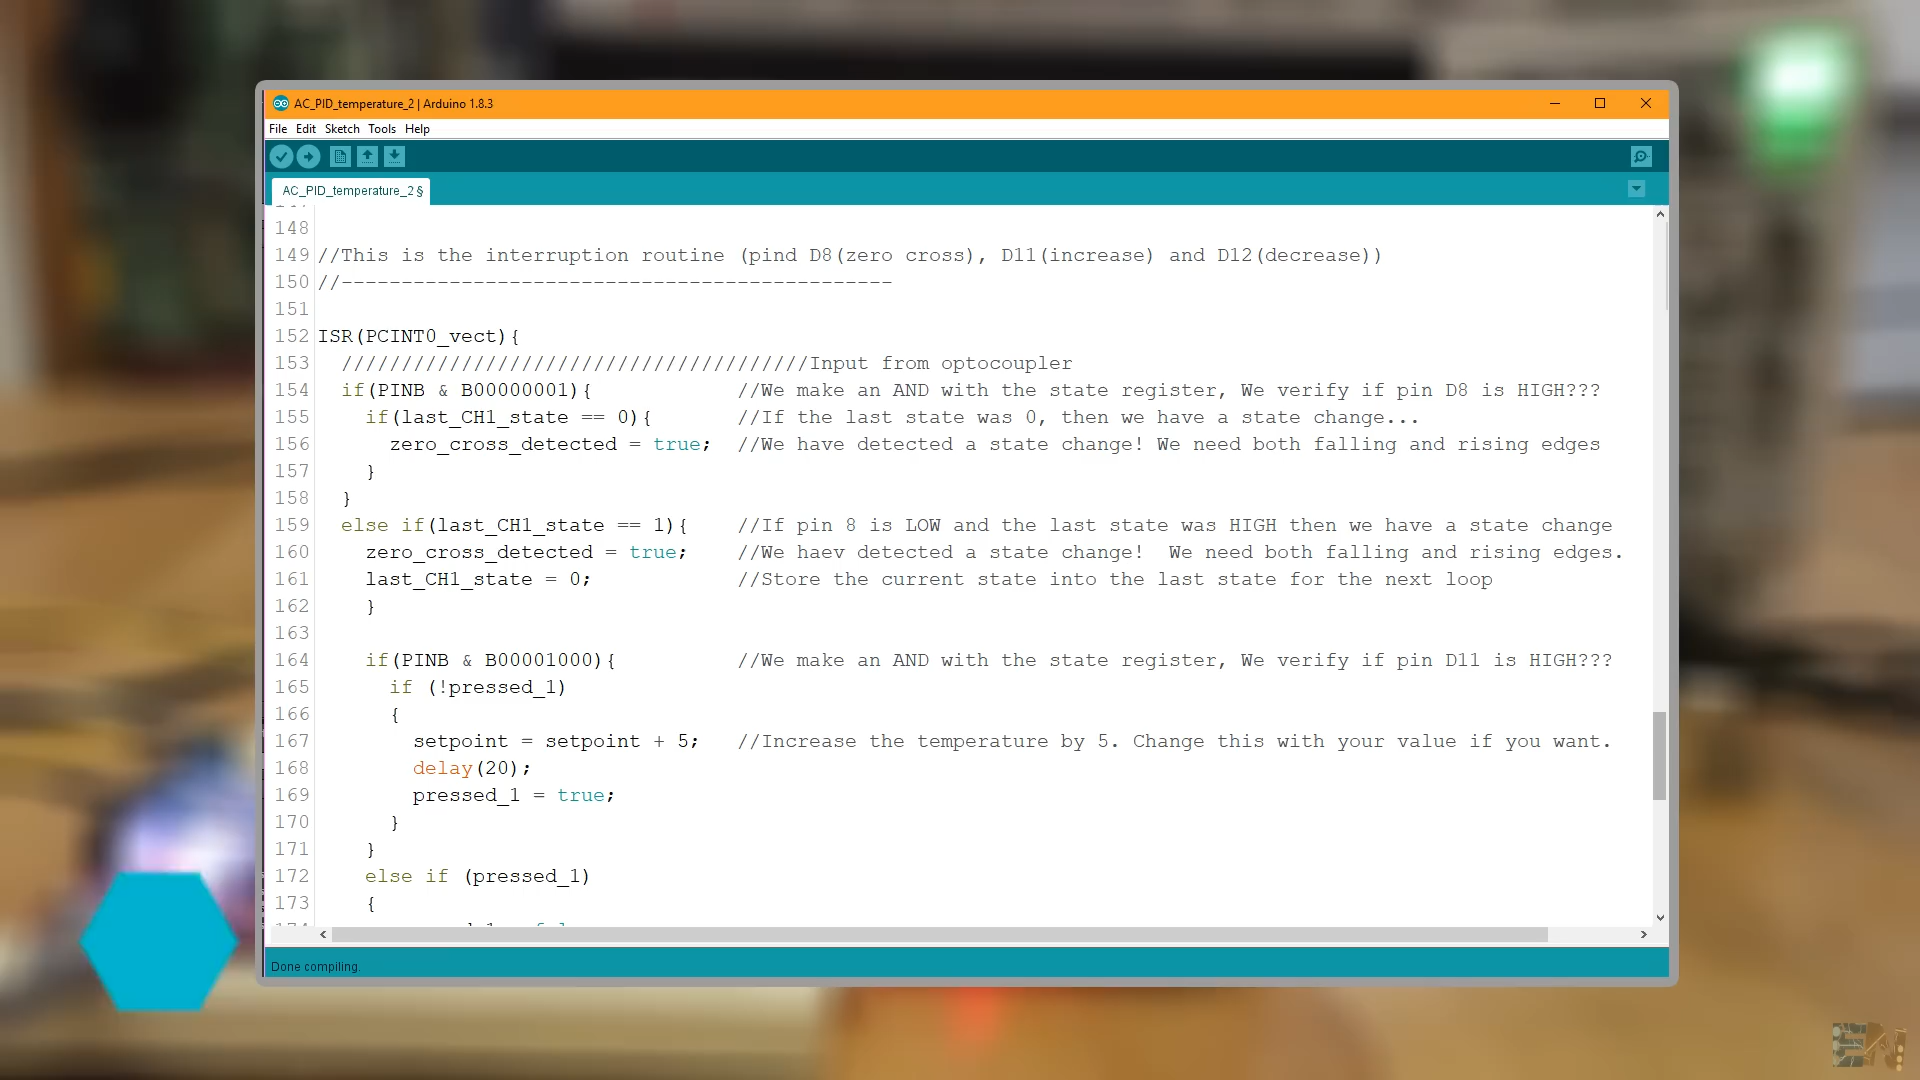 AC_PID_temperature_2 | Arduino 1.8.3
File Edit Sketch Tools Help
AC_PID_temperature_2 §
148
149 //This is the interruption routine (pind D8(zero cross), D11(increase) and D12(decrease))
150 //----------------------------------------------
151
152 ISR(PCINT0_vect){
153 ///////////////////////////////////////Input from optocoupler
154 if(PINB & B00000001){ //We make an AND with the state register, We verify if pin D8 is HIGH???
155 if(last_CH1_state == 0){ //If the last state was 0, then we have a state change...
156 zero_cross_detected = true; //We have detected a state change! We need both falling and rising edges
157 }
158 }
159 else if(last_CH1_state == 1){ //If pin 8 is LOW and the last state was HIGH then we have a state change
160 zero_cross_detected = true; //We haev detected a state change! We need both falling and rising edges.
161 last_CH1_state = 0; //Store the current state into the last state for the next loop
162 }
163
164 if(PINB & B00001000){ //We make an AND with the state register, We verify if pin D11 is HIGH???
165 if (!pressed_1)
166 {
167 setpoint = setpoint + 5; //Increase the temperature by 5. Change this with your value if you want.
168 delay(20);
169 pressed_1 = true;
170 }
171 }
172 else if (pressed_1)
173 {
Done compiling.
EN